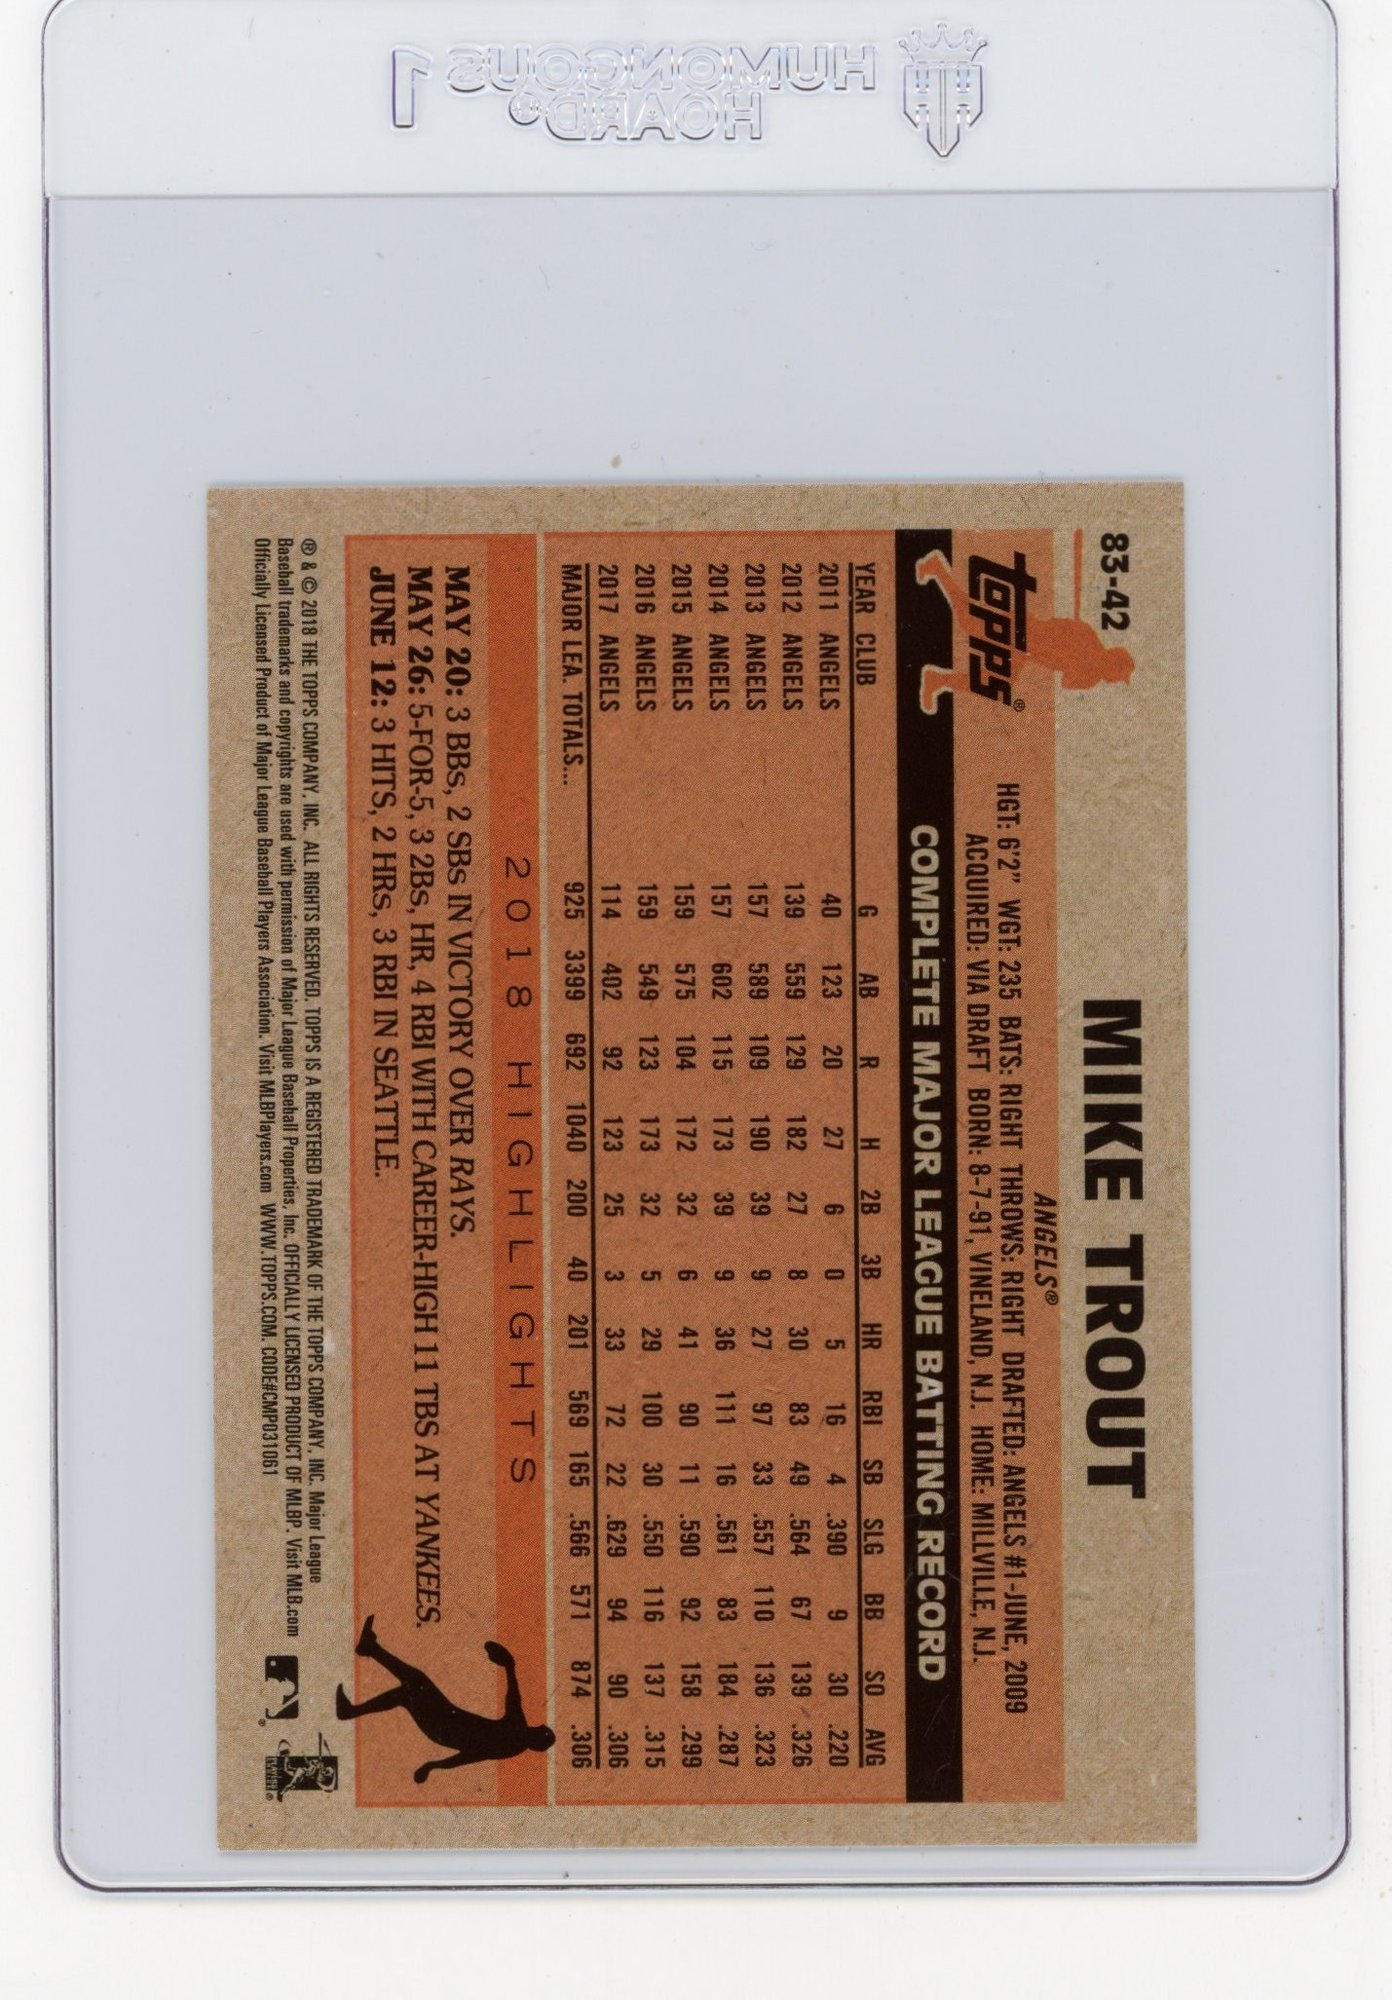 HUMONGOUS 1
HOARD®
83-42
MIKE TROUT
topps®
ANGELS®
HGT: 6'2" WGT: 235 BATS: RIGHT THROWS: RIGHT DRAFTED: ANGELS #1-JUNE, 2009
ACQUIRED: VIA DRAFT BORN: 8-7-91, VINELAND, N.J. HOME: MILLVILLE, N.J.
COMPLETE MAJOR LEAGUE BATTING RECORD
YEAR CLUB G AB R H 2B 3B HR RBI SB SLG BB SO AVG
2011 ANGELS 40 123 20 27 6 0 5 16 4 .390 9 30 .220
2012 ANGELS 139 559 129 182 27 8 30 83 49 .564 67 139 .326
2013 ANGELS 157 589 109 190 39 9 27 97 33 .557 110 136 .323
2014 ANGELS 157 602 115 173 39 9 36 111 16 .561 83 184 .287
2015 ANGELS 159 575 104 172 32 6 41 90 11 .590 92 158 .299
2016 ANGELS 159 549 123 173 32 5 29 100 30 .550 116 137 .315
2017 ANGELS 114 402 92 123 25 3 33 72 22 .629 94 90 .306
MAJOR LEA. TOTALS... 925 3399 692 1040 200 40 201 569 165 .566 571 874 .306
2018 HIGHLIGHTS
MAY 20: 3 BBs, 2 SBs IN VICTORY OVER RAYS.
MAY 26: 5-FOR-5, 3 2Bs, HR, 4 RBI WITH CAREER-HIGH 11 TBS AT YANKEES.
JUNE 12: 3 HITS, 2 HRs, 3 RBI IN SEATTLE.
® & © 2018 THE TOPPS COMPANY, INC. ALL RIGHTS RESERVED. TOPPS IS A REGISTERED TRADEMARK OF THE TOPPS COMPANY, INC. Major League
Baseball trademarks and copyrights are used with permission of Major League Baseball Properties, Inc. OFFICIALLY LICENSED PRODUCT OF MLBP. Visit MLB.com
Officially Licensed Product of Major League Baseball Players Association. Visit MLBPlayers.com WWW.TOPPS.COM. CODE#CMP031061